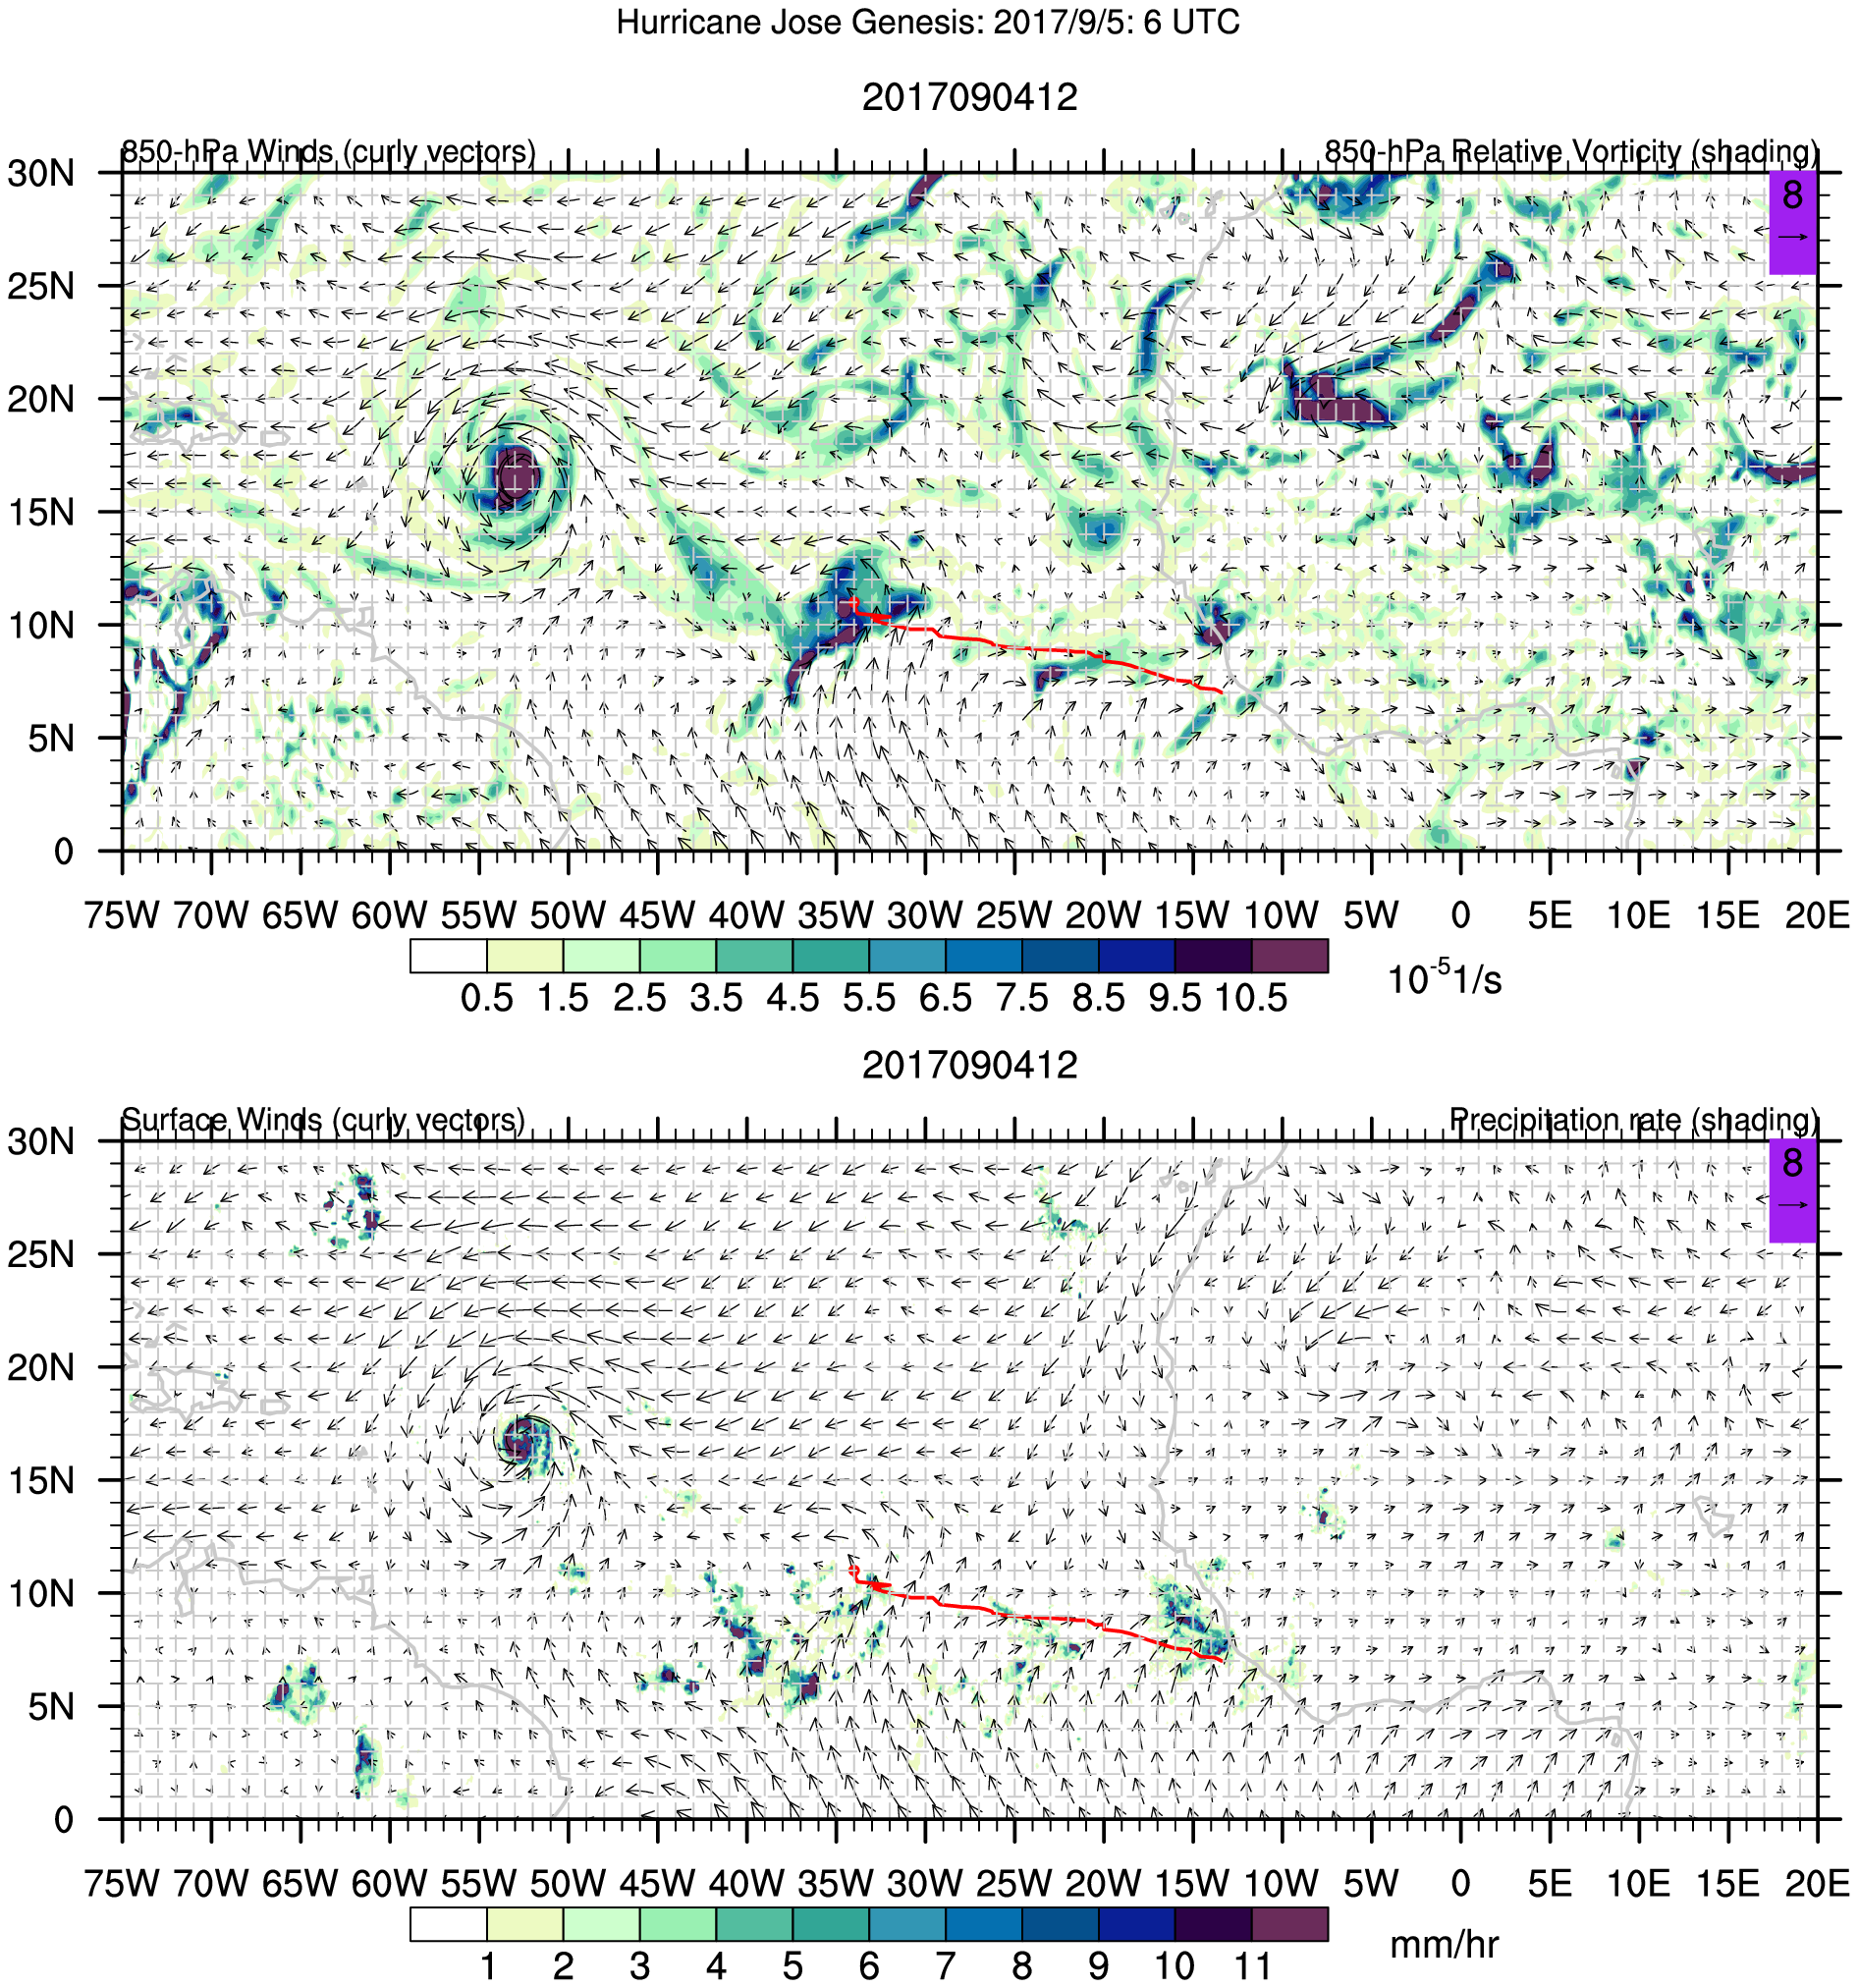 Hurricane Jose Genesis: 2017/9/5: 6 UTC
2017090412
850-hPa Winds (curly vectors) 850-hPa Relative Vorticity (shading)
30N
8
25N
20N
15N
10N
5N
0
75W 70W 65W 60W 55W 50W 45W 40W 35W 30W 25W 20W 15W 10W 5W 0 5E 10E 15E 20E
0.5 1.5 2.5 3.5 4.5 5.5 6.5 7.5 8.5 9.5 10.5
10⁻⁵1/s
2017090412
Surface Winds (curly vectors) Precipitation rate (shading)
30N
8
25N
20N
15N
10N
5N
0
75W 70W 65W 60W 55W 50W 45W 40W 35W 30W 25W 20W 15W 10W 5W 0 5E 10E 15E 20E
1 2 3 4 5 6 7 8 9 10 11
mm/hr